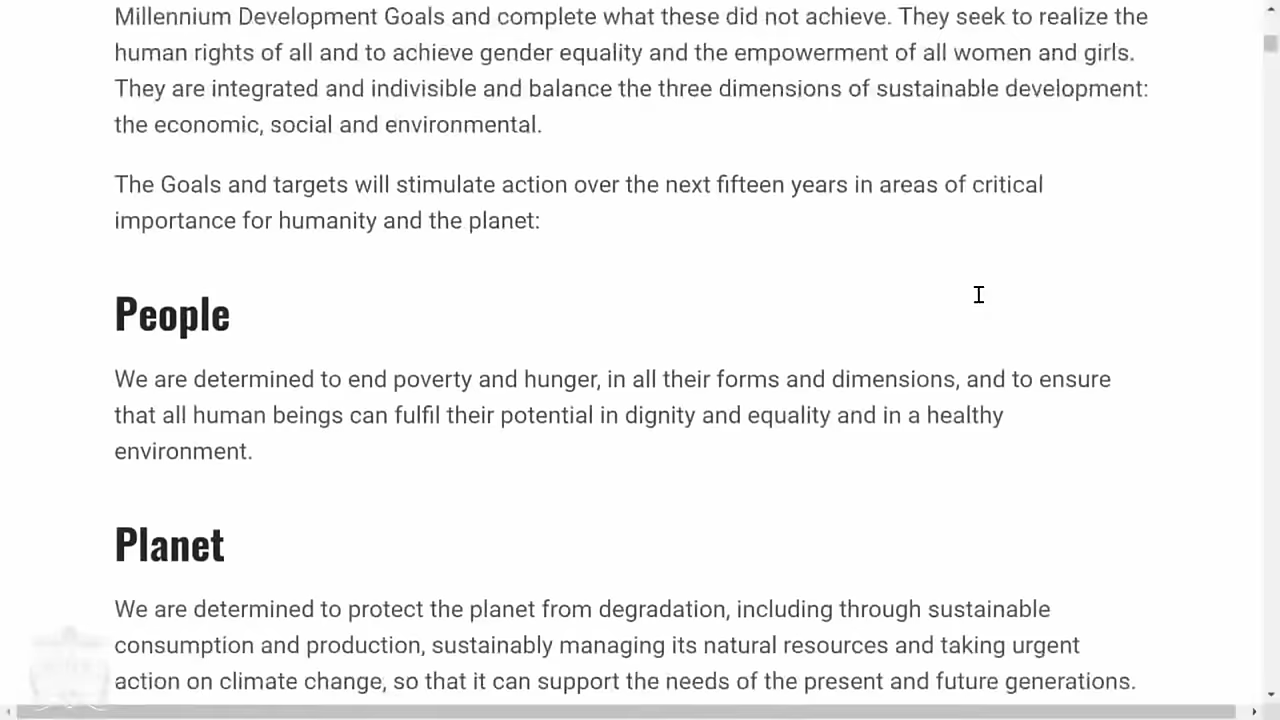 Millennium Development Goals and complete what these did not achieve. They seek to realize the
human rights of all and to achieve gender equality and the empowerment of all women and girls.
They are integrated and indivisible and balance the three dimensions of sustainable development:
the economic, social and environmental.
The Goals and targets will stimulate action over the next fifteen years in areas of critical
importance for humanity and the planet:
People
We are determined to end poverty and hunger, in all their forms and dimensions, and to ensure
that all human beings can fulfil their potential in dignity and equality and in a healthy
environment.
Planet
We are determined to protect the planet from degradation, including through sustainable
consumption and production, sustainably managing its natural resources and taking urgent
action on climate change, so that it can support the needs of the present and future generations.